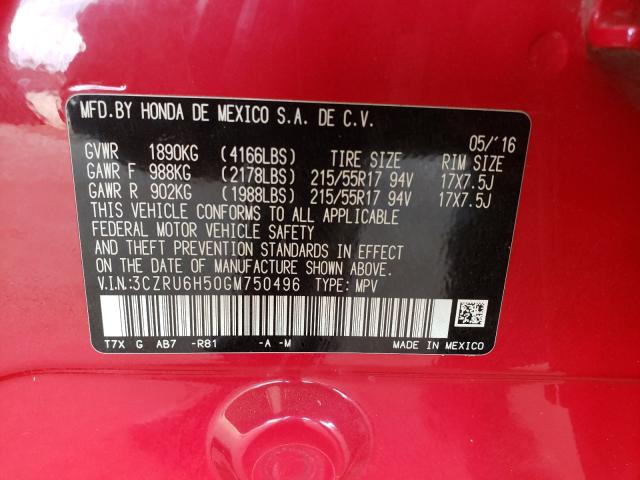 MFD.BY HONDA DE MEXICO S.A. DE C.V.
05/'16
GVWR 1890KG (4166LBS) TIRE SIZE RIM SIZE
GAWR F 988KG (2178LBS) 215/55R17 94V 17X7.5J
GAWR R 902KG (1988LBS) 215/55R17 94V 17X7.5J
THIS VEHICLE CONFORMS TO ALL APPLICABLE
FEDERAL MOTOR VEHICLE SAFETY
AND THEFT PREVENTION STANDARDS IN EFFECT
ON THE DATE OF MANUFACTURE SHOWN ABOVE.
V.I.N:3CZRU6H50GM750496 TYPE: MPV
T7X G AB7 -R81 -A -M MADE IN MEXICO